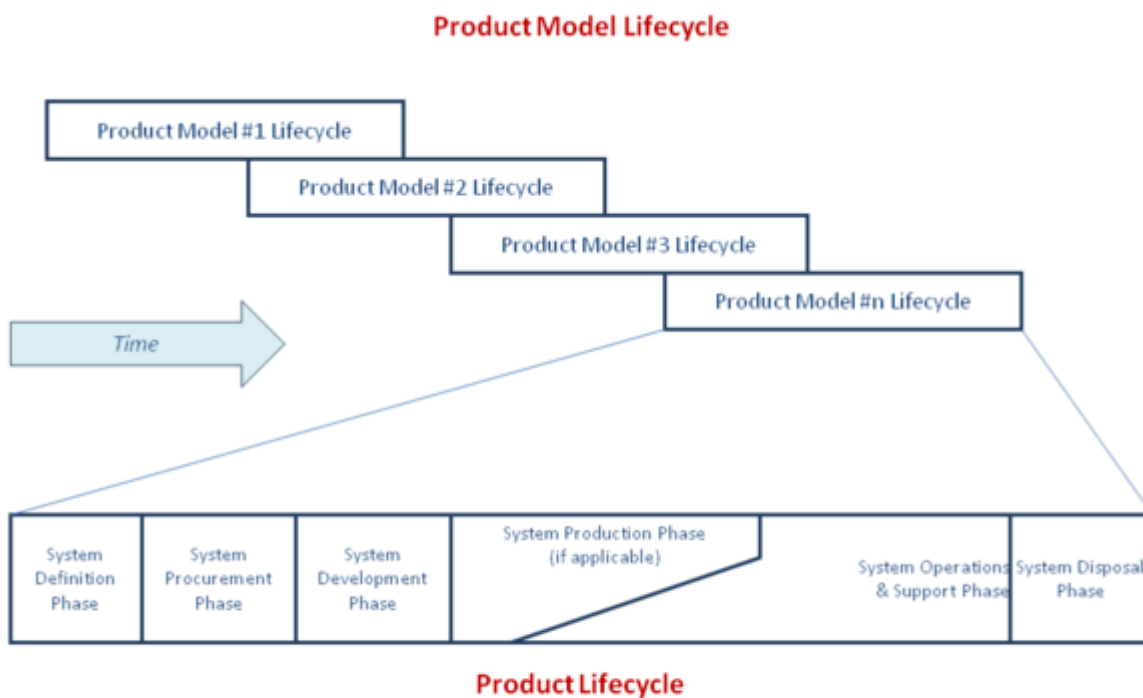 Product Model Lifecycle
Product Model #1 Lifecycle
Product Model #2 Lifecycle
Product Model #3 Lifecycle
Product Model #n Lifecycle
Time
System
Definition
Phase
System
Procurement
Phase
System
Development
Phase
System Production Phase
(if applicable)
System Operations
& Support Phase
System Disposal
Phase
Product Lifecycle